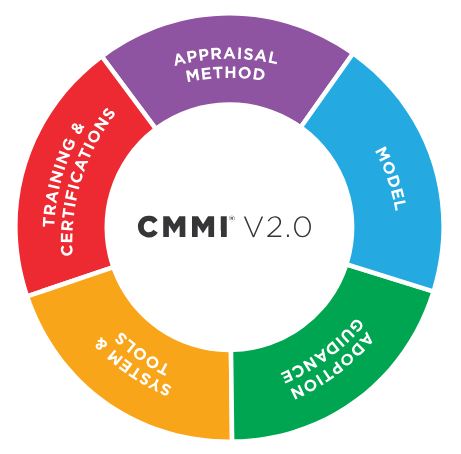 APPRAISAL
METHOD
MODEL
ADOPTION
GUIDANCE
SYSTEM &
TOOLS
TRAINING &
CERTIFICATIONS
CMMI® V2.0